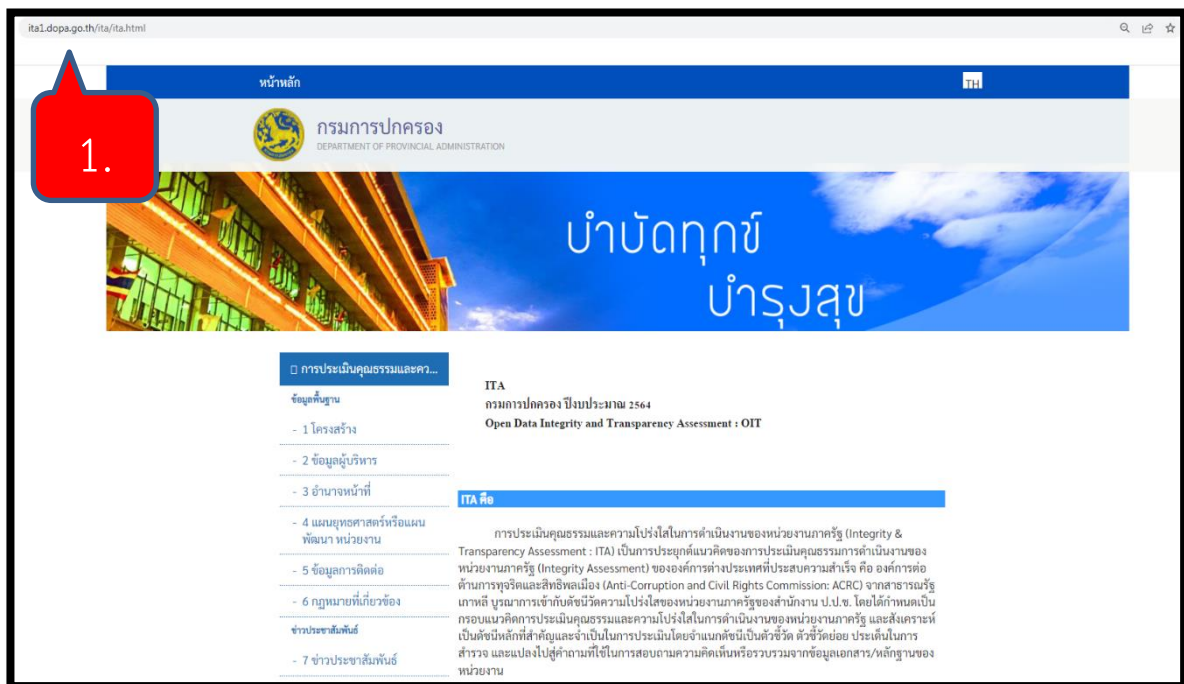 ita1.dopa.go.th/ita/ita.html
1.
หน้าหลัก
TH
กรมการปกครอง
DEPARTMENT OF PROVINCIAL ADMINISTRATION
บำบัดทุกข์
บำรุงสุข
การประเมินคุณธรรมและคว...
ข้อมูลพื้นฐาน
- 1 โครงสร้าง
- 2 ข้อมูลผู้บริหาร
- 3 อำนาจหน้าที่
- 4 แผนยุทธศาสตร์หรือแผน
พัฒนา หน่วยงาน
- 5 ข้อมูลการติดต่อ
- 6 กฎหมายที่เกี่ยวข้อง
ข่าวประชาสัมพันธ์
- 7 ข่าวประชาสัมพันธ์
ITA
กรมการปกครอง ปีงบประมาณ 2564
Open Data Integrity and Transparency Assessment : OIT
ITA คือ
การประเมินคุณธรรมและความโปร่งใสในการดำเนินงานของหน่วยงานภาครัฐ (Integrity &
Transparency Assessment : ITA) เป็นการประยุกต์แนวคิดของการประเมินคุณธรรมการดำเนินงานของ
หน่วยงานภาครัฐ (Integrity Assessment) ขององค์การต่างประเทศที่ประสบความสำเร็จ คือ องค์การต่อ
ต้านการทุจริตและสิทธิพลเมือง (Anti-Corruption and Civil Rights Commission: ACRC) จากสาธารณรัฐ
เกาหลี บูรณาการเข้ากับดัชนีวัดความโปร่งใสของหน่วยงานภาครัฐของสำนักงาน ป.ป.ช. โดยได้กำหนดเป็น
กรอบแนวคิดการประเมินคุณธรรมและความโปร่งใสในการดำเนินงานของหน่วยงานภาครัฐ และสังเคราะห์
เป็นดัชนีหลักที่สำคัญและจำเป็นในการประเมินโดยจำแนกดัชนีเป็นตัวชี้วัด ตัวชี้วัดย่อย ประเด็นในการ
สำรวจ และแปลงไปสู่คำถามที่ใช้ในการสอบถามความคิดเห็นหรือรวบรวมจากข้อมูลเอกสาร/หลักฐานของ
หน่วยงาน